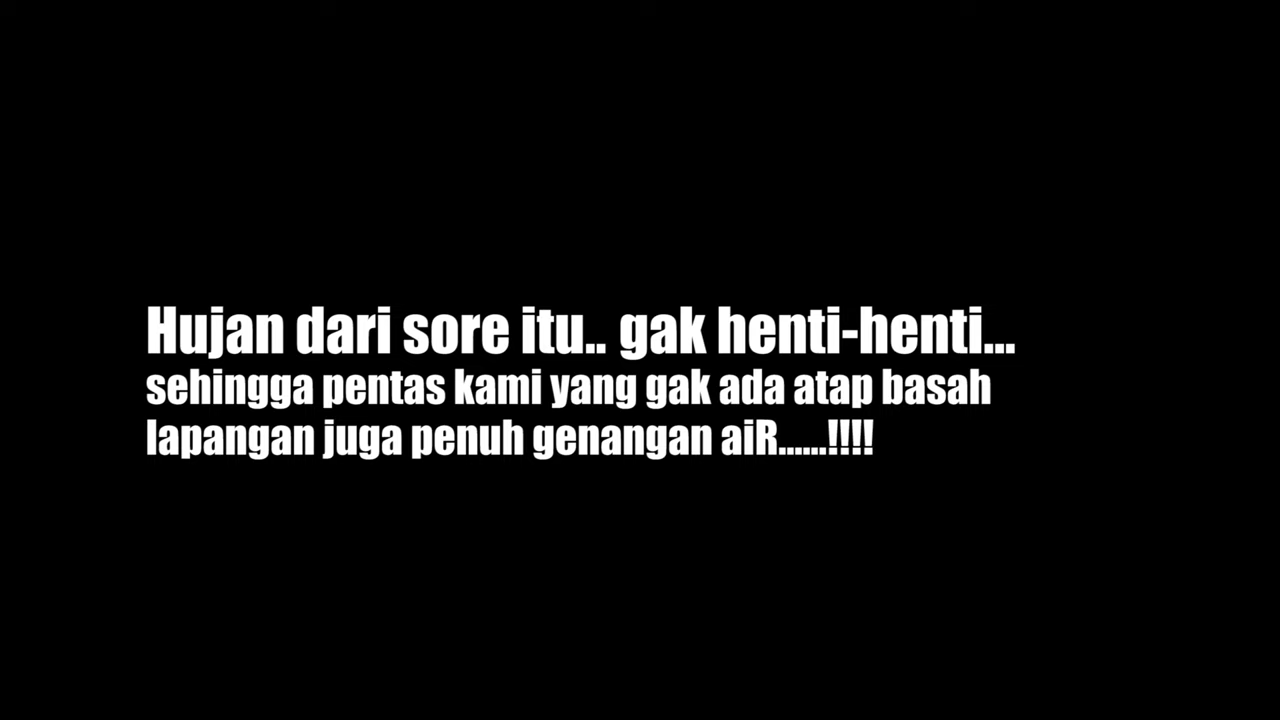 Hujan dari sore itu.. gak henti-henti...
sehingga pentas kami yang gak ada atap basah
lapangan juga penuh genangan aiR......!!!!